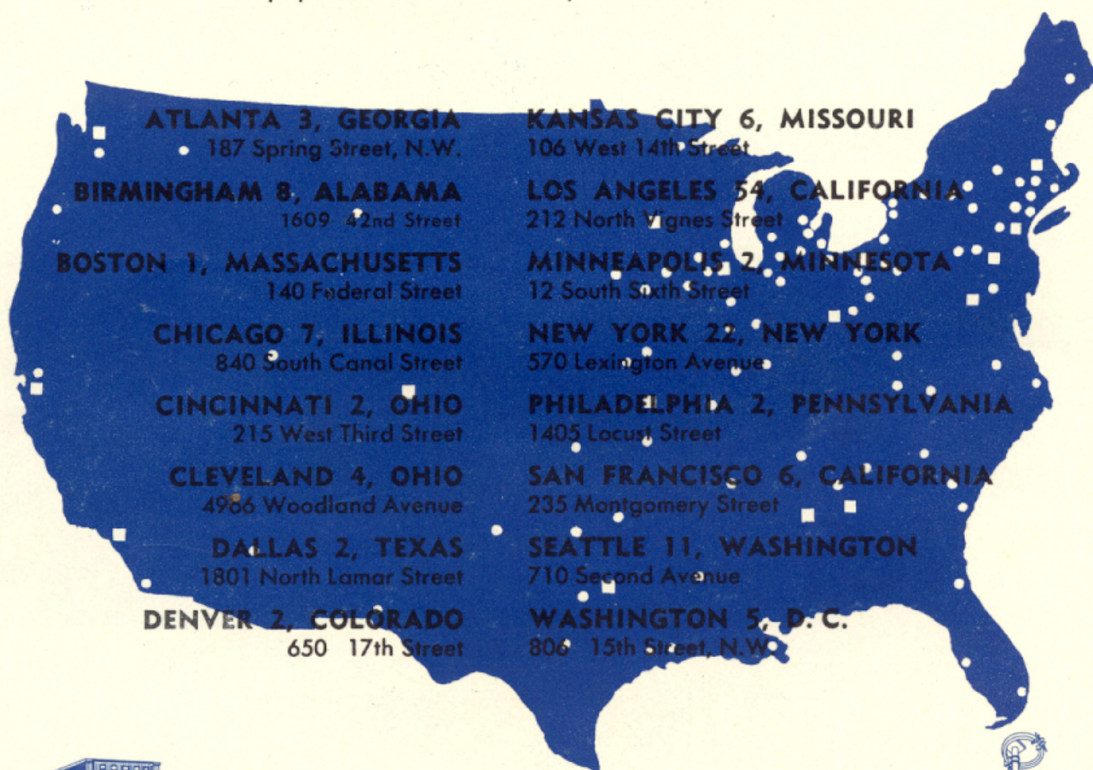 ATLANTA 3, GEORGIA
187 Spring Street, N.W.
BIRMINGHAM 8, ALABAMA
1609 42nd Street
BOSTON 1, MASSACHUSETTS
140 Federal Street
CHICAGO 7, ILLINOIS
840 South Canal Street
CINCINNATI 2, OHIO
215 West Third Street
CLEVELAND 4, OHIO
4986 Woodland Avenue
DALLAS 2, TEXAS
1801 North Lamar Street
DENVER 2, COLORADO
650 17th Street
KANSAS CITY 6, MISSOURI
106 West 14th Street
LOS ANGELES 54, CALIFORNIA
212 North Vignes Street
MINNEAPOLIS 2, MINNESOTA
12 South Sixth Street
NEW YORK 22, NEW YORK
570 Lexington Avenue
PHILADELPHIA 2, PENNSYLVANIA
1405 Locust Street
SAN FRANCISCO 6, CALIFORNIA
235 Montgomery Street
SEATTLE 11, WASHINGTON
710 Second Avenue
WASHINGTON 5, D. C.
806 15th Street, N.W.